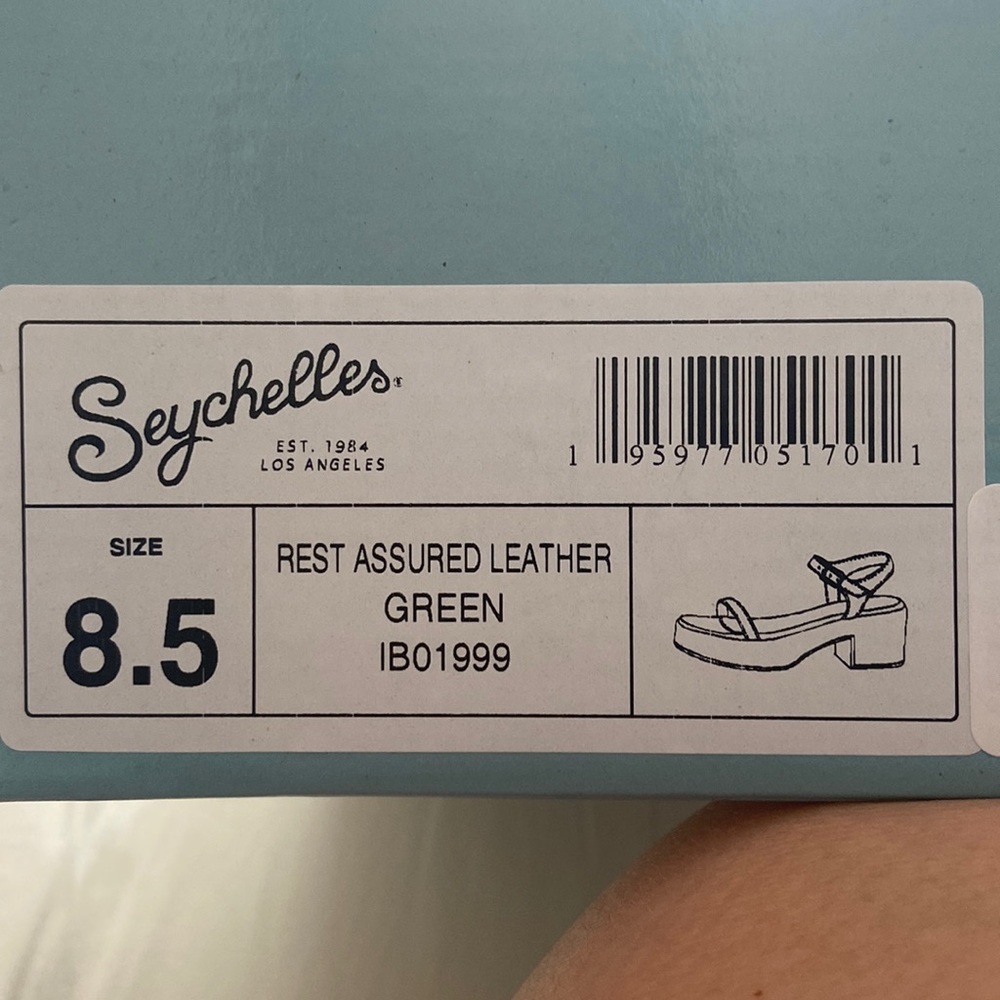 Seychelles
EST. 1984
LOS ANGELES
1 95977 05170 1
SIZE
8.5
REST ASSURED LEATHER
GREEN
IB01999